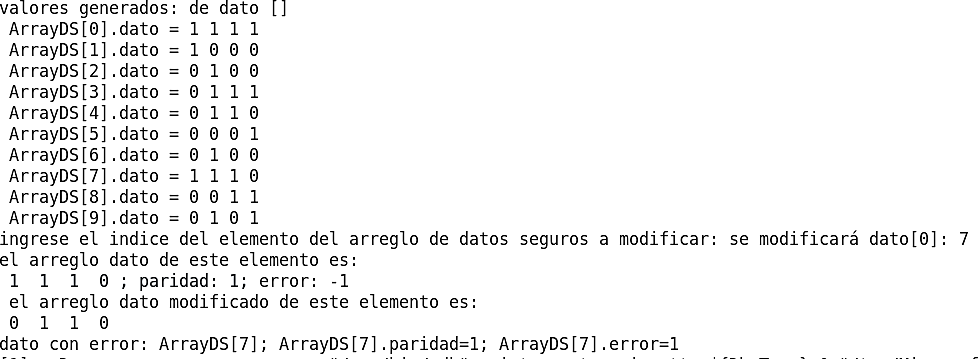 valores generados: de dato []
ArrayDS[0].dato = 1 1 1 1
ArrayDS[1].dato = 1 0 0 0
ArrayDS[2].dato = 0 1 0 0
ArrayDS[3].dato = 0 1 1 1
ArrayDS[4].dato = 0 1 1 0
ArrayDS[5].dato = 0 0 0 1
ArrayDS[6].dato = 0 1 0 0
ArrayDS[7].dato = 1 1 1 0
ArrayDS[8].dato = 0 0 1 1
ArrayDS[9].dato = 0 1 0 1
ingrese el indice del elemento del arreglo de datos seguros a modificar: se modificará dato[0]: 7
el arreglo dato de este elemento es:
1 1 1 0 ; paridad: 1; error: -1
el arreglo dato modificado de este elemento es:
0 1 1 0
dato con error: ArrayDS[7]; ArrayDS[7].paridad=1; ArrayDS[7].error=1